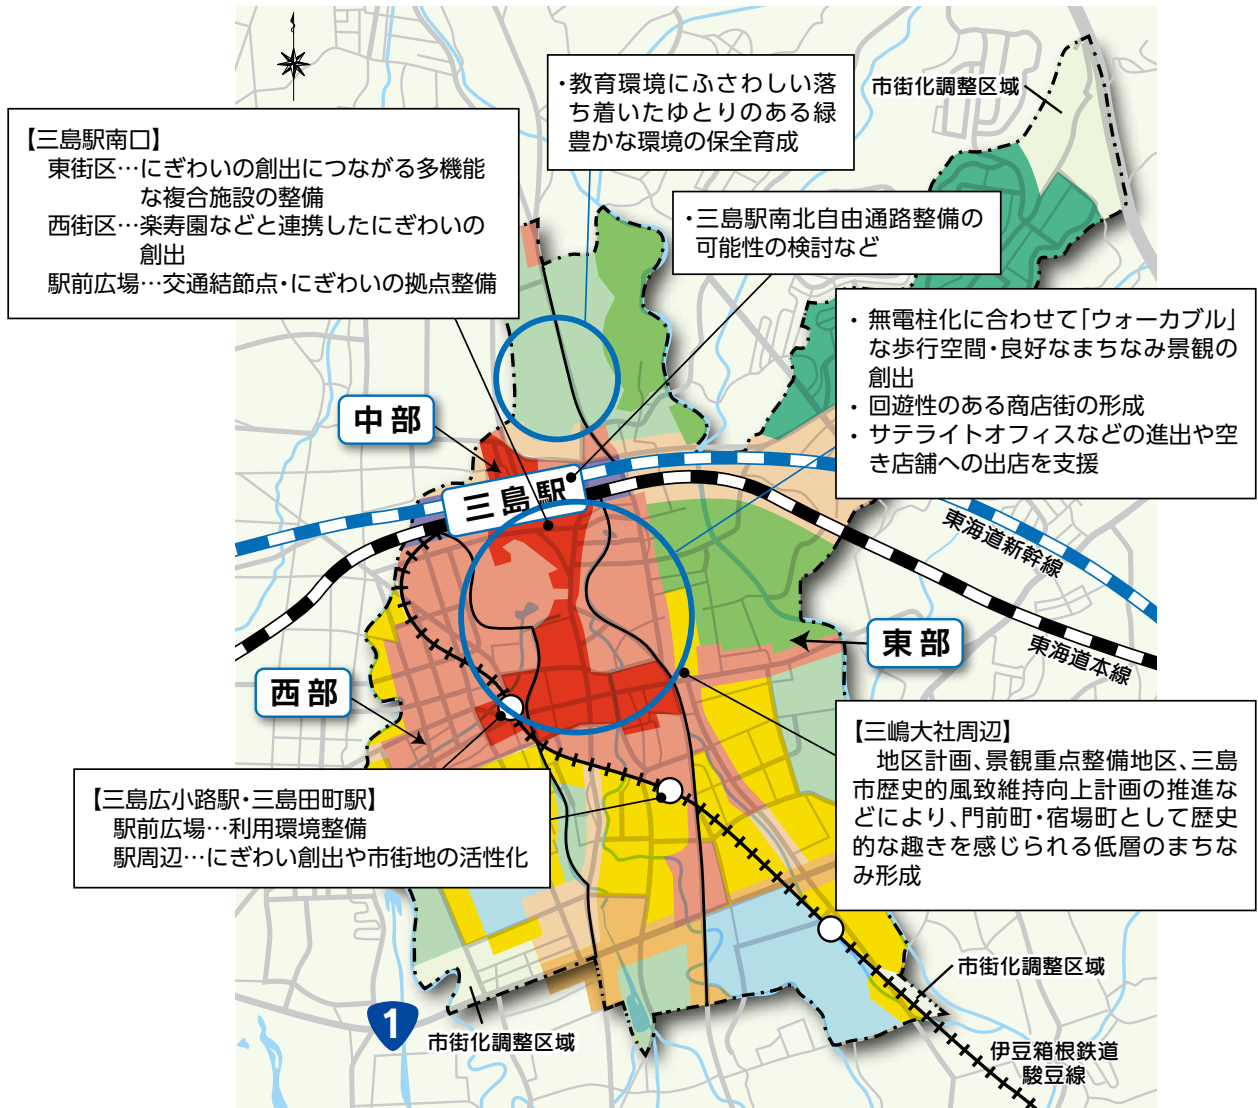 ・教育環境にふさわしい落
ち着いたゆとりのある緑
豊かな環境の保全育成
市街化調整区域
【三島駅南口】
東街区…にぎわいの創出につながる多機能
な複合施設の整備
西街区…楽寿園などと連携したにぎわいの
創出
駅前広場…交通結節点・にぎわいの拠点整備
・三島駅南北自由通路整備の
可能性の検討など
・無電柱化に合わせて「ウォーカブル」
な歩行空間・良好なまちなみ景観の
創出
・回遊性のある商店街の形成
・サテライトオフィスなどの進出や空
き店舗への出店を支援
中部
三島駅
東海道新幹線
東海道本線
東部
西部
【三嶋大社周辺】
地区計画、景観重点整備地区、三島
市歴史的風致維持向上計画の推進な
どにより、門前町・宿場町として歴史
的な趣きを感じられる低層のまちな
み形成
【三島広小路駅・三島田町駅】
駅前広場…利用環境整備
駅周辺…にぎわい創出や市街地の活性化
市街化調整区域
1
市街化調整区域
伊豆箱根鉄道
駿豆線